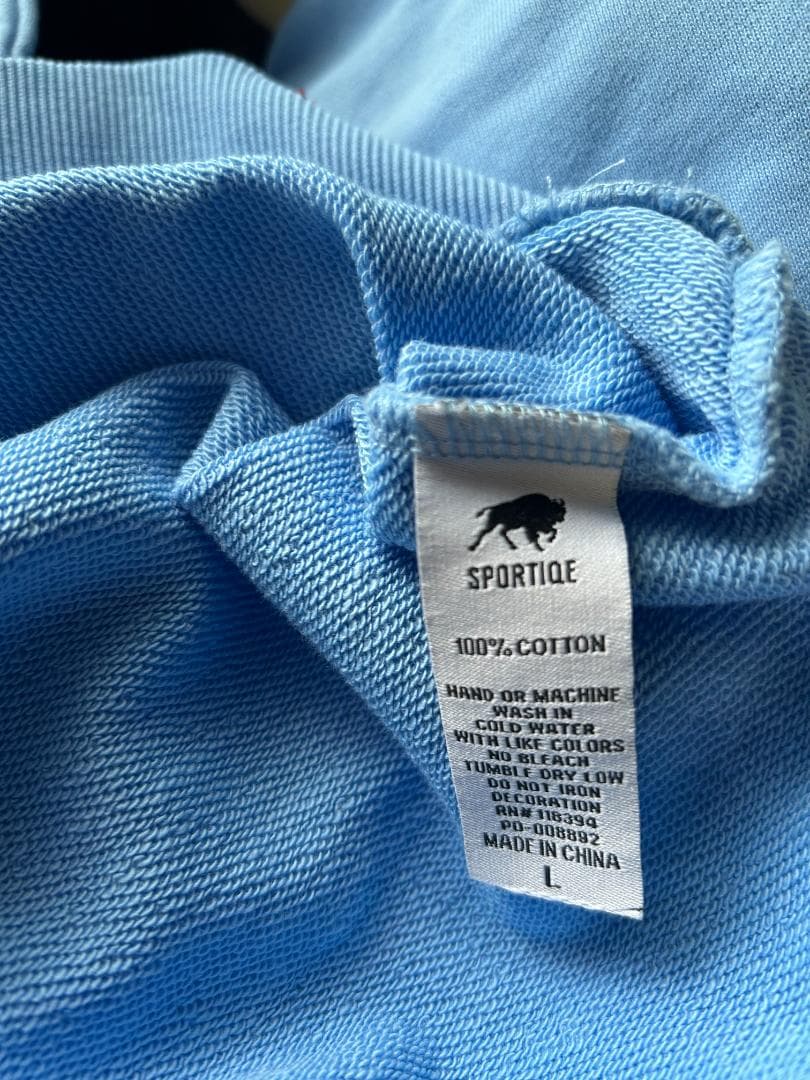 SPORTIQE
100% COTTON
HAND OR MACHINE
WASH IN
COLD WATER
WITH LIKE COLORS
NO BLEACH
TUMBLE DRY LOW
DO NOT IRON
DECORATION
RN# 118394
PO-008892
MADE IN CHINA
L